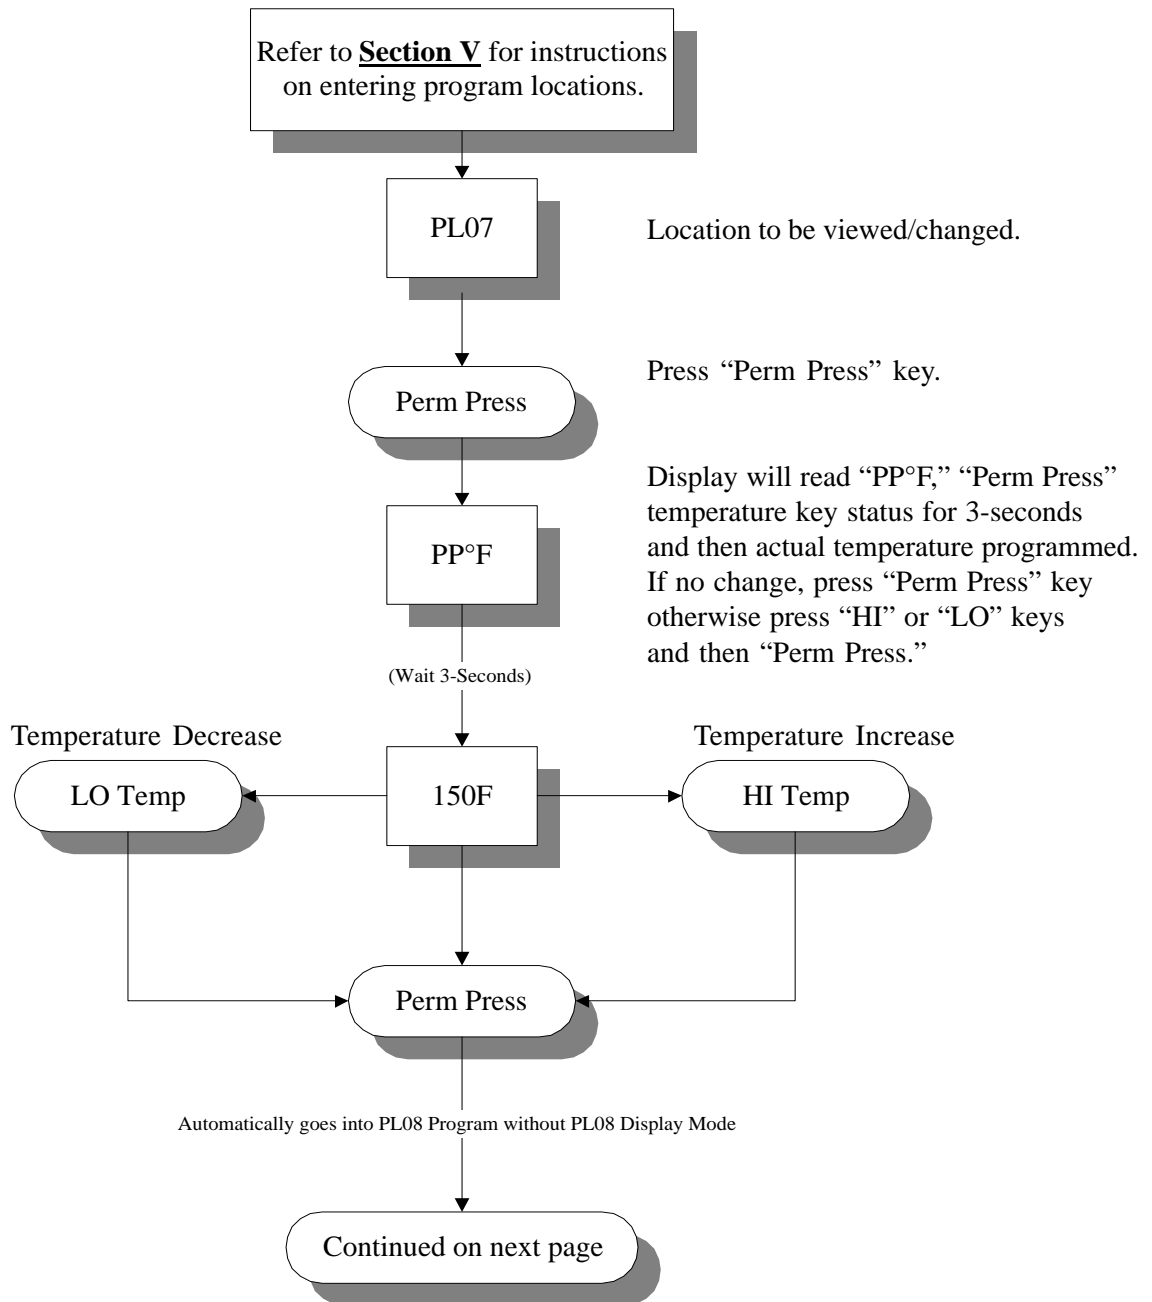 Refer to Section V for instructions
on entering program locations.
PL07
Location to be viewed/changed.
Perm Press
Press “Perm Press” key.
PP°F
Display will read “PP°F,” “Perm Press”
temperature key status for 3-seconds
and then actual temperature programmed.
If no change, press “Perm Press” key
otherwise press “HI” or “LO” keys
and then “Perm Press.”
(Wait 3-Seconds)
Temperature Decrease
Temperature Increase
LO Temp
150F
HI Temp
Perm Press
Automatically goes into PL08 Program without PL08 Display Mode
Continued on next page